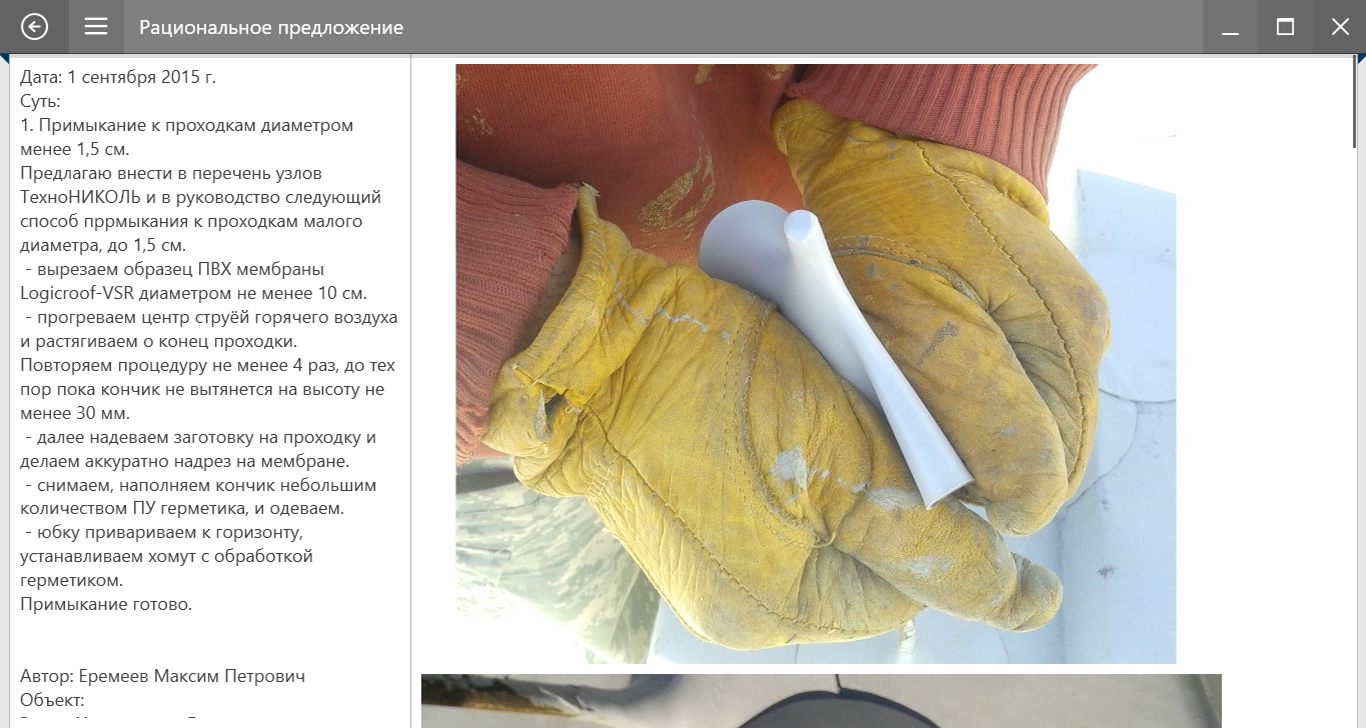 Рациональное предложение
Дата: 1 сентября 2015 г.
Суть:
1. Примыкание к проходкам диаметром
менее 1,5 см.
Предлагаю внести в перечень узлов
ТехноНИКОЛЬ и в руководство следующий
способ пррмыкания к проходкам малого
диаметра, до 1,5 см.
- вырезаем образец ПВХ мембраны
Logicroof-VSR диаметром не менее 10 см.
- прогреваем центр струёй горячего воздуха
и растягиваем о конец проходки.
Повторяем процедуру не менее 4 раз, до тех
пор пока кончик не вытянется на высоту не
менее 30 мм.
- далее надеваем заготовку на проходку и
делаем аккуратно надрез на мембране.
- снимаем, наполняем кончик небольшим
количеством ПУ герметика, и одеваем.
- юбку привариваем к горизонту,
устанавливаем хомут с обработкой
герметиком.
Примыкание готово.
Автор: Еремеев Максим Петрович
Объект: